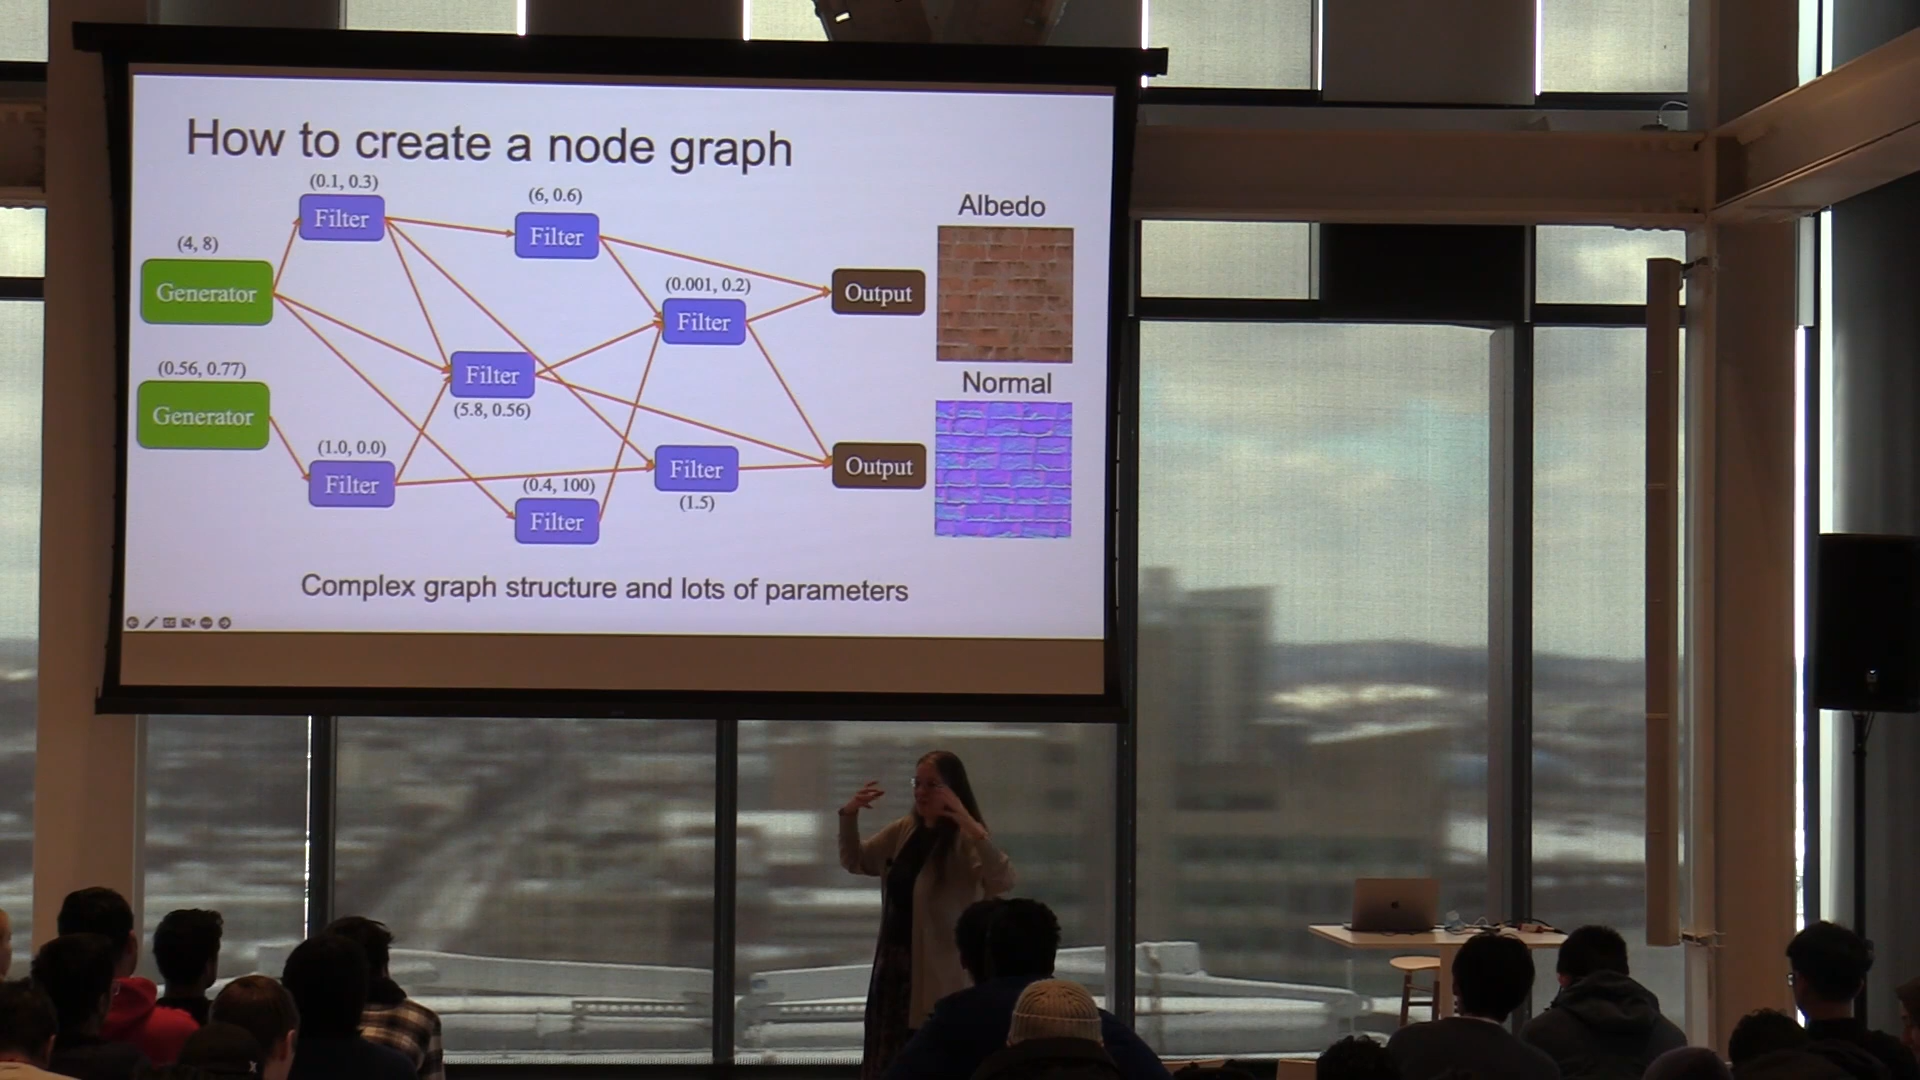 How to create a node graph
(0.1, 0.3)
Filter
(6, 0.6)
Filter
Albedo
(4, 8)
Generator
(0.001, 0.2)
Filter
Output
(0.56, 0.77)
Generator
Filter
(5.8, 0.56)
Normal
(1.0, 0.0)
Filter
(0.4, 100)
Filter
Filter
(1.5)
Output
Complex graph structure and lots of parameters